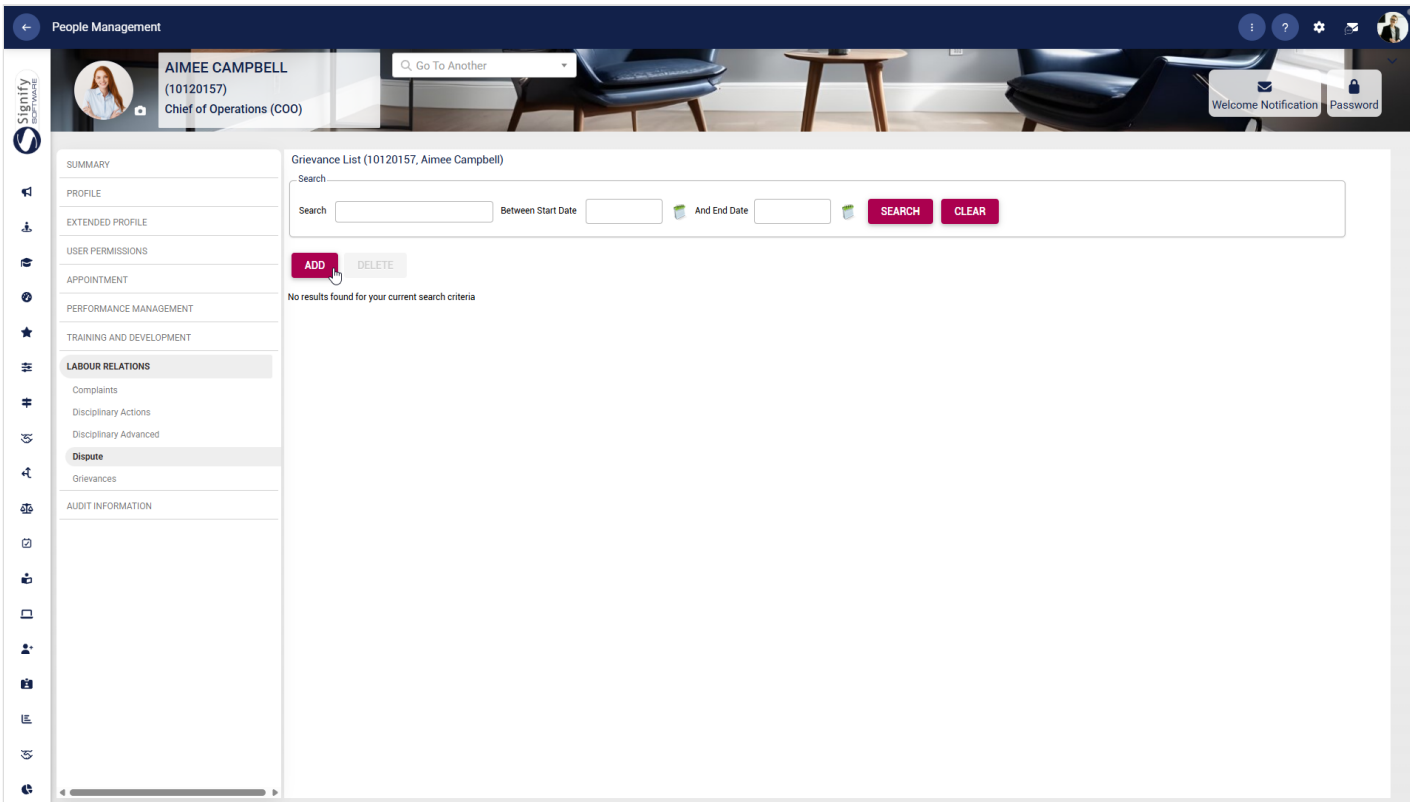 People Management
?
Signify
SOFTWARE
AIMEE CAMPBELL
(10120157)
Chief of Operations (COO)
Go To Another
Welcome Notification
Password
SUMMARY
PROFILE
EXTENDED PROFILE
USER PERMISSIONS
APPOINTMENT
PERFORMANCE MANAGEMENT
TRAINING AND DEVELOPMENT
LABOUR RELATIONS
Complaints
Disciplinary Actions
Disciplinary Advanced
Dispute
Grievances
AUDIT INFORMATION
Grievance List (10120157, Aimee Campbell)
Search
Search Between Start Date And End Date SEARCH CLEAR
ADD DELETE
No results found for your current search criteria